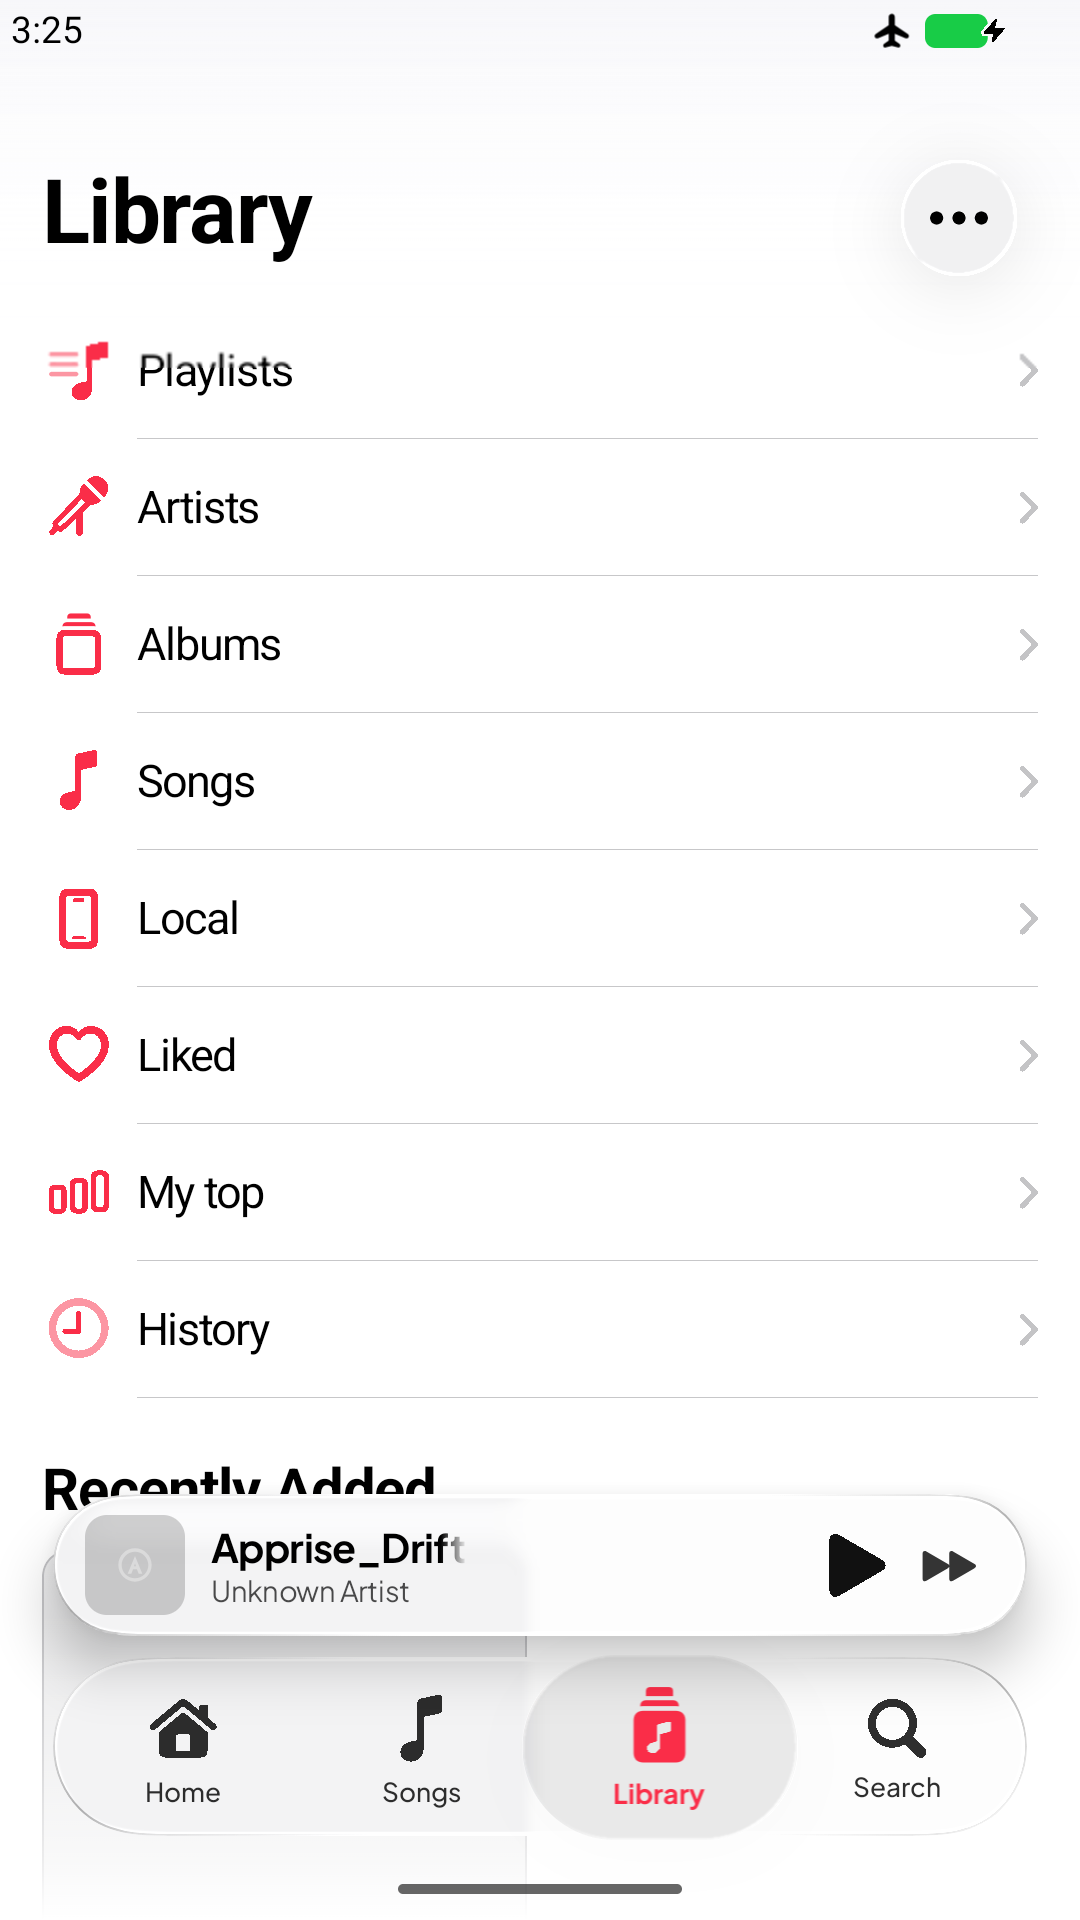 3:25
Library
Playlists
Artists
Albums
Songs
Local
Liked
My top
History
Recently Added
Apprise_Drift
Unknown Artist
Home
Songs
Library
Search